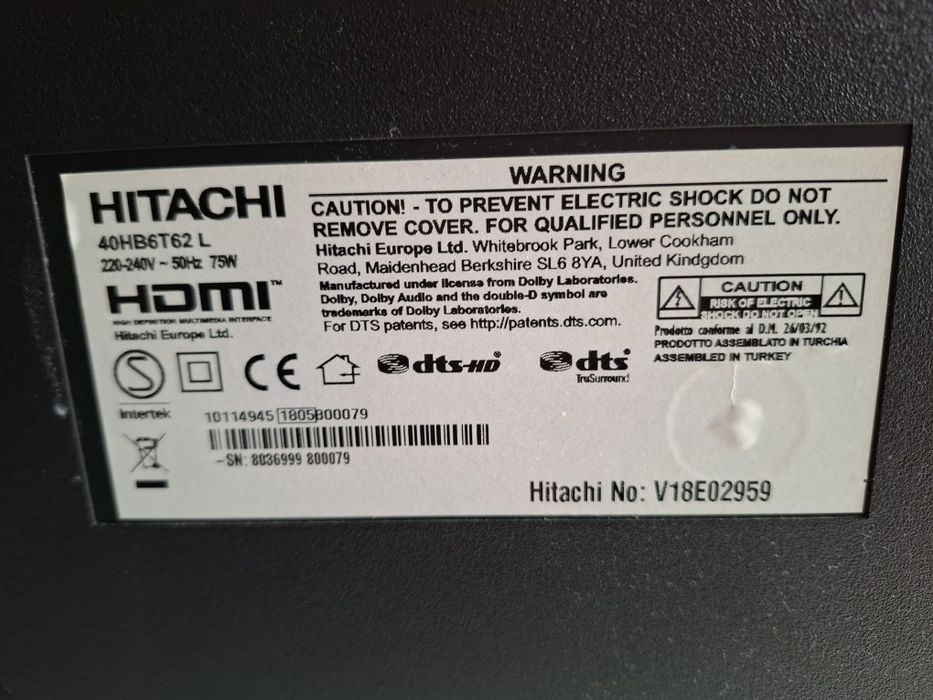 HITACHI
40HB6T62 L
220-240V ~ 50Hz 75W
HDMI™
HIGH DEFINITION MULTIMEDIA INTERFACE
Hitachi Europe Ltd.
WARNING
CAUTION! - TO PREVENT ELECTRIC SHOCK DO NOT
REMOVE COVER. FOR QUALIFIED PERSONNEL ONLY.
Hitachi Europe Ltd. Whitebrook Park, Lower Cookham
Road, Maidenhead Berkshire SL6 8YA, United Kindgdom
Manufactured under license from Dolby Laboratories.
Dolby, Dolby Audio and the double-D symbol are
trademarks of Dolby Laboratories.
For DTS patents, see http://patents.dts.com.
CAUTION
RISK OF ELECTRIC
SHOCK DO NOT OPEN
Prodotto conforme al D.M. 26/03/92
PRODOTTO ASSEMBLATO IN TURCHIA
ASSEMBLED IN TURKEY
S
Intertek
CE
dts-HD
dts
TruSurround
10114945 1805B00079
-SN: 8036999 800079
Hitachi No: V18E02959